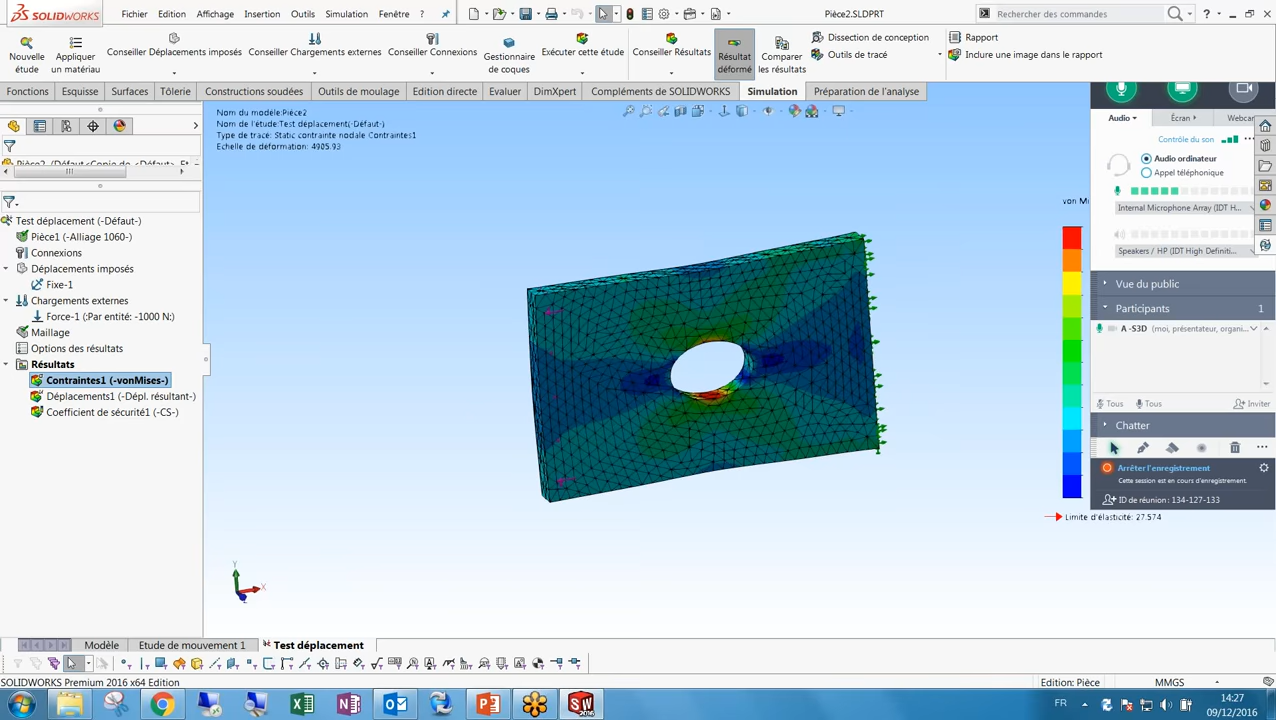 SOLIDWORKS
Fichier Edition Affichage Insertion Outils Simulation Fenêtre
Pièce2.SLDPRT
Rechercher des commandes
Nouvelle étude
Appliquer un matériau
Conseiller Déplacements imposés
Conseiller Chargements externes
Conseiller Connexions
Gestionnaire de coques
Exécuter cette étude
Conseiller Résultats
Résultat déformé
Comparer les résultats
Dissection de conception
Outils de tracé
Rapport
Inclure une image dans le rapport
Fonctions Esquisse Surfaces Tôlerie Constructions soudées Outils de moulage Edition directe Evaluer DimXpert Compléments de SOLIDWORKS Simulation Préparation de l'analyse
Nom du modèle:Pièce2
Nom de l'étude:Test déplacement(-Défaut-)
Type de tracé: Static contrainte nodale Contraintes1
Echelle de déformation: 4905.93
Pièce2 (Défaut<Copie de <Défaut>_Et
Test déplacement (-Défaut-)
Pièce1 (-Alliage 1060-)
Connexions
Déplacements imposés
Fixe-1
Chargements externes
Force-1 (:Par entité: -1000 N:)
Maillage
Options des résultats
Résultats
Contraintes1 (-vonMises-)
Déplacements1 (-Dépl. résultant-)
Coefficient de sécurité1 (-CS-)
von Mi
Limite d'élasticité: 27.574
Y
X
Audio Écran Webcam
Contrôle du son
Audio ordinateur
Appel téléphonique
Internal Microphone Array (IDT H...
Speakers / HP (IDT High Definiti...
Vue du public
Participants 1
A -S3D (moi, présentateur, organi...
Tous Tous Inviter
Chatter
Arrêter l'enregistrement
Cette session est en cours d'enregistrement.
ID de réunion : 134-127-133
Modèle Etude de mouvement 1 Test déplacement
SOLIDWORKS Premium 2016 x64 Edition
Edition: Pièce
MMGS
FR
14:27
09/12/2016